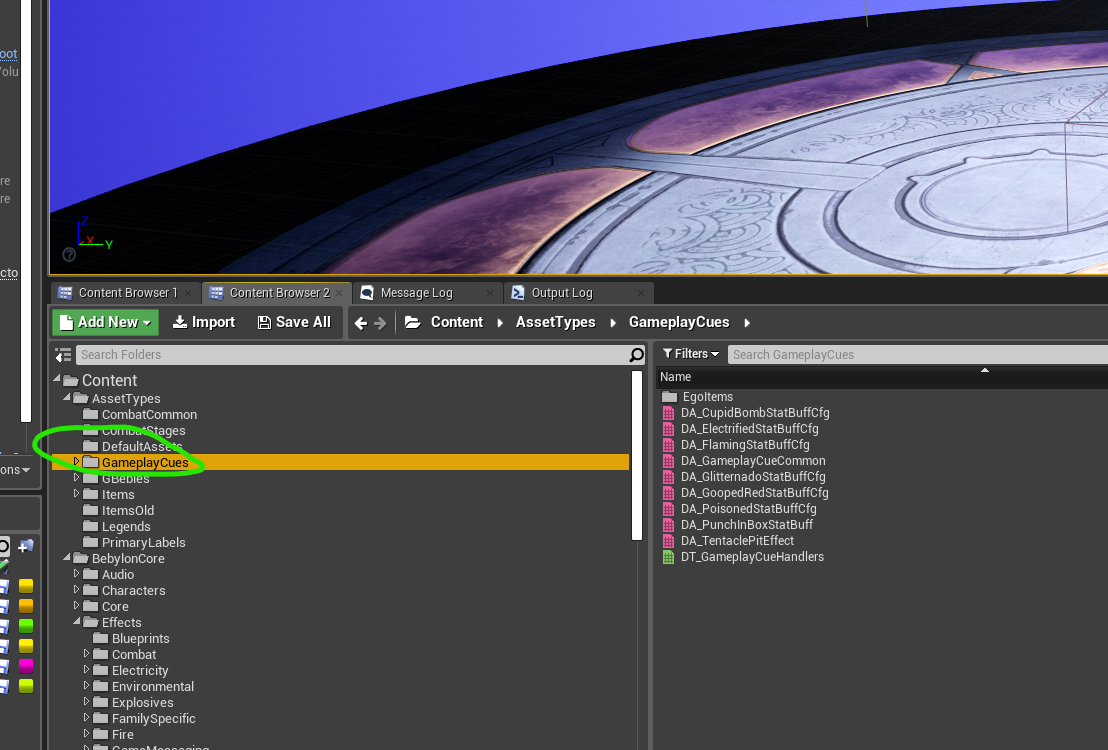 oot
Volu
re
re
cto
ons
Z
X
Y
?
Content Browser 1
Content Browser 2
Message Log
Output Log
Add New
Import
Save All
Content
AssetTypes
GameplayCues
Search Folders
Filters
Search GameplayCues
Content
AssetTypes
CombatCommon
CombatStages
DefaultAssets
GameplayCues
GBebies
Items
ItemsOld
Legends
PrimaryLabels
BebylonCore
Audio
Characters
Core
Effects
Blueprints
Combat
Electricity
Environmental
Explosives
FamilySpecific
Fire
GameMessaging
Name
EgoItems
DA_CupidBombStatBuffCfg
DA_ElectrifiedStatBuffCfg
DA_FlamingStatBuffCfg
DA_GameplayCueCommon
DA_GlitternadoStatBuffCfg
DA_GoopedRedStatBuffCfg
DA_PoisonedStatBuffCfg
DA_PunchInBoxStatBuff
DA_TentaclePitEffect
DT_GameplayCueHandlers